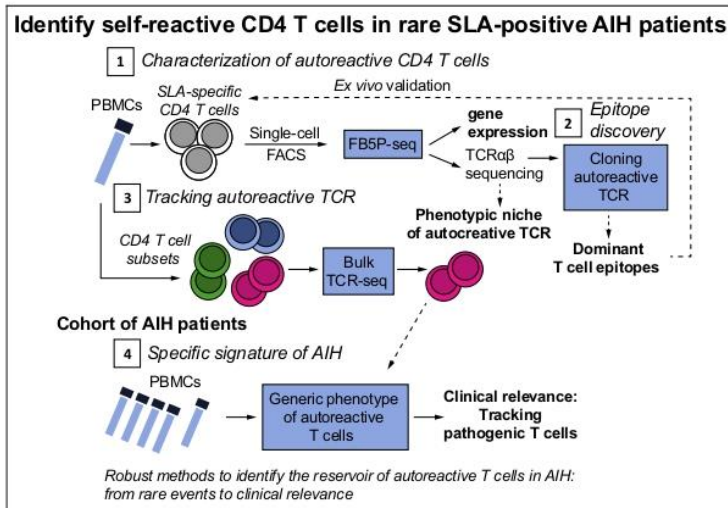 Identify self-reactive CD4 T cells in rare SLA-positive AIH patients
1 Characterization of autoreactive CD4 T cells
PBMCs
SLA-specific
CD4 T cells
Ex vivo validation
Single-cell
FACS
FB5P-seq
gene
expression
TCRαβ
sequencing
2 Epitope
discovery
Cloning
autoreactive
TCR
Dominant
T cell epitopes
Phenotypic niche
of autocreative TCR
3 Tracking autoreactive TCR
CD4 T cell
subsets
Bulk
TCR-seq
Cohort of AIH patients
4 Specific signature of AIH
PBMCs
Generic phenotype
of autoreactive
T cells
Clinical relevance:
Tracking
pathogenic T cells
Robust methods to identify the reservoir of autoreactive T cells in AIH:
from rare events to clinical relevance